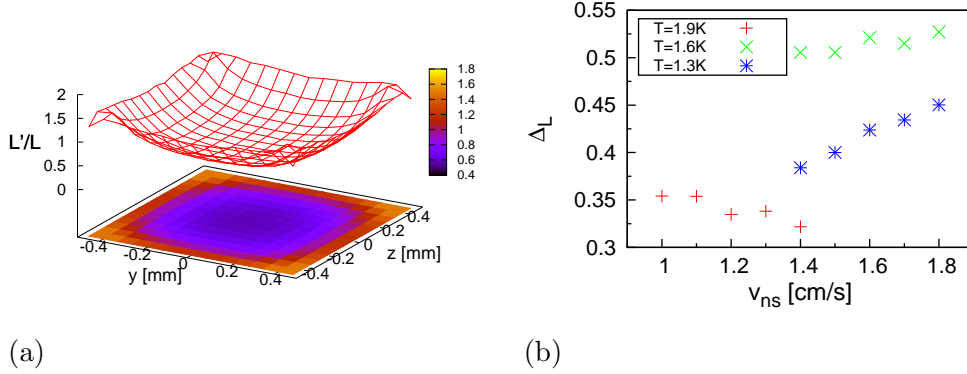 L'/L
2
1.5
1
0.5
0
1.8
1.6
1.4
1.2
1.0
0.8
0.6
0.4
-0.4
-0.2
0
0.2
0.4
y [mm]
-0.4
-0.2
0
0.2
0.4
z [mm]
(a)
Δ_L
0.55
0.5
0.45
0.4
0.35
0.3
T=1.9K
T=1.6K
T=1.3K
1 1.2 1.4 1.6 1.8
v_ns [cm/s]
(b)